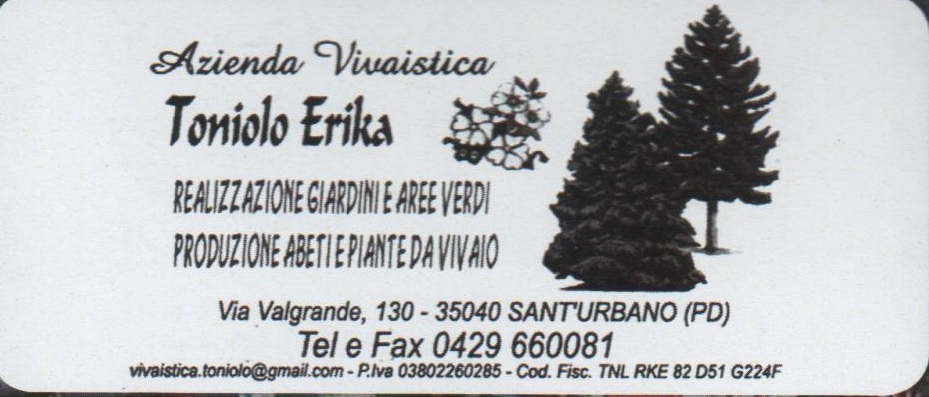 Azienda Vivaistica
Toniolo Erika
REALIZZAZIONE GIARDINI E AREE VERDI
PRODUZIONE ABETI E PIANTE DA VIVAIO
Via Valgrande, 130 - 35040 SANT'URBANO (PD)
Tel e Fax 0429 660081
vivaistica.toniolo@gmail.com - P.Iva 03802260285 - Cod. Fisc. TNL RKE 82 D51 G224F